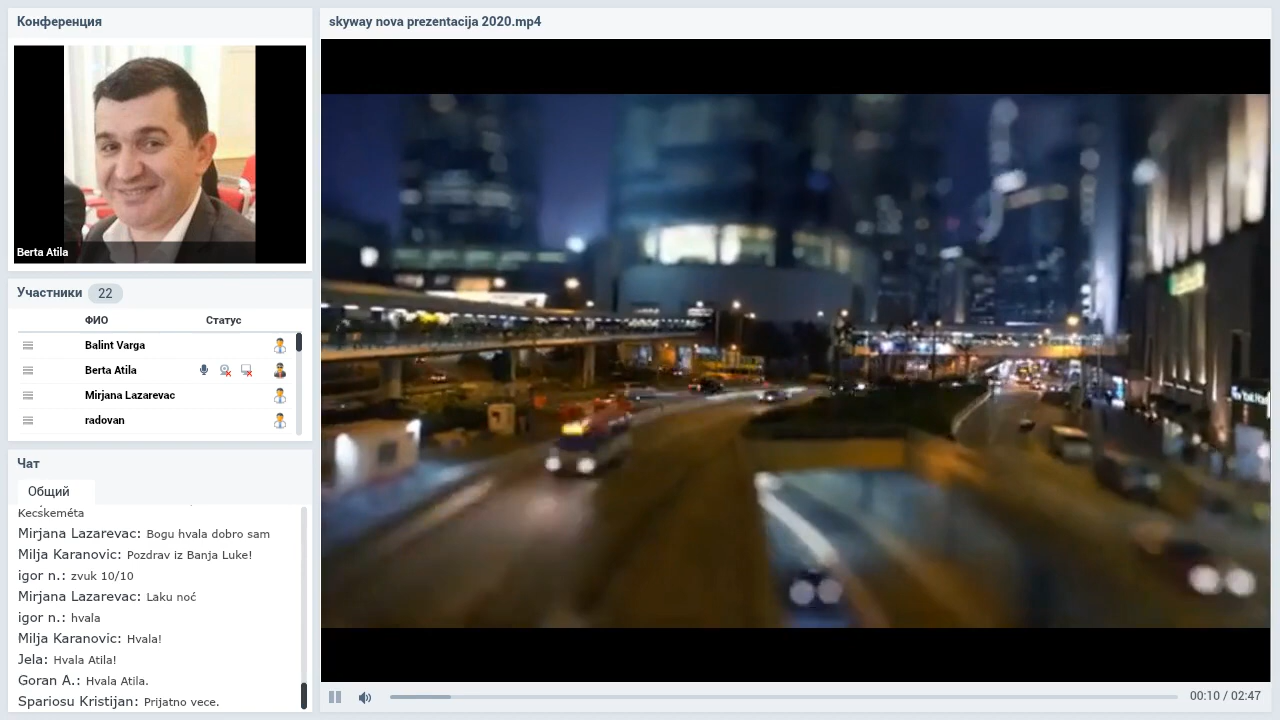 Конференция
Berta Atila
Участники 22
ФИО Статус
Balint Varga
Berta Atila
Mirjana Lazarevac
radovan
Чат
Общий
Kecskeméta
Mirjana Lazarevac: Bogu hvala dobro sam
Milja Karanovic: Pozdrav iz Banja Luke!
igor n.: zvuk 10/10
Mirjana Lazarevac: Laku noć
igor n.: hvala
Milja Karanovic: Hvala!
Jela: Hvala Atila!
Goran A.: Hvala Atila.
Spariosu Kristijan: Prijatno vece.
skyway nova prezentacija 2020.mp4
00:10 / 02:47